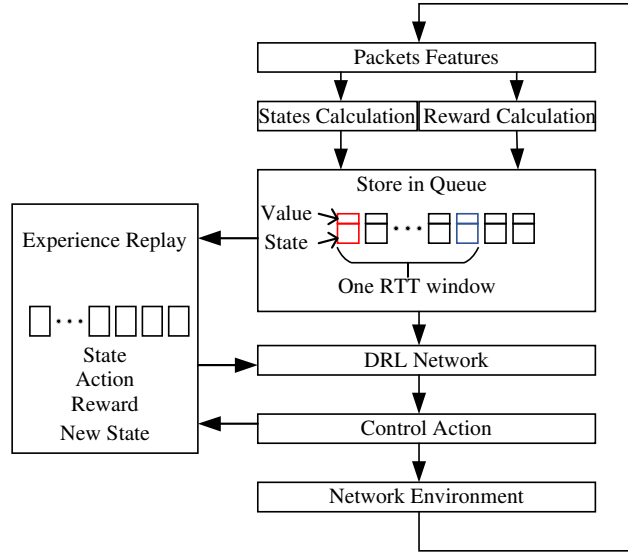 Packets Features
States Calculation
Reward Calculation
Store in Queue
Value
State
One RTT window
Experience Replay
State
Action
Reward
New State
DRL Network
Control Action
Network Environment